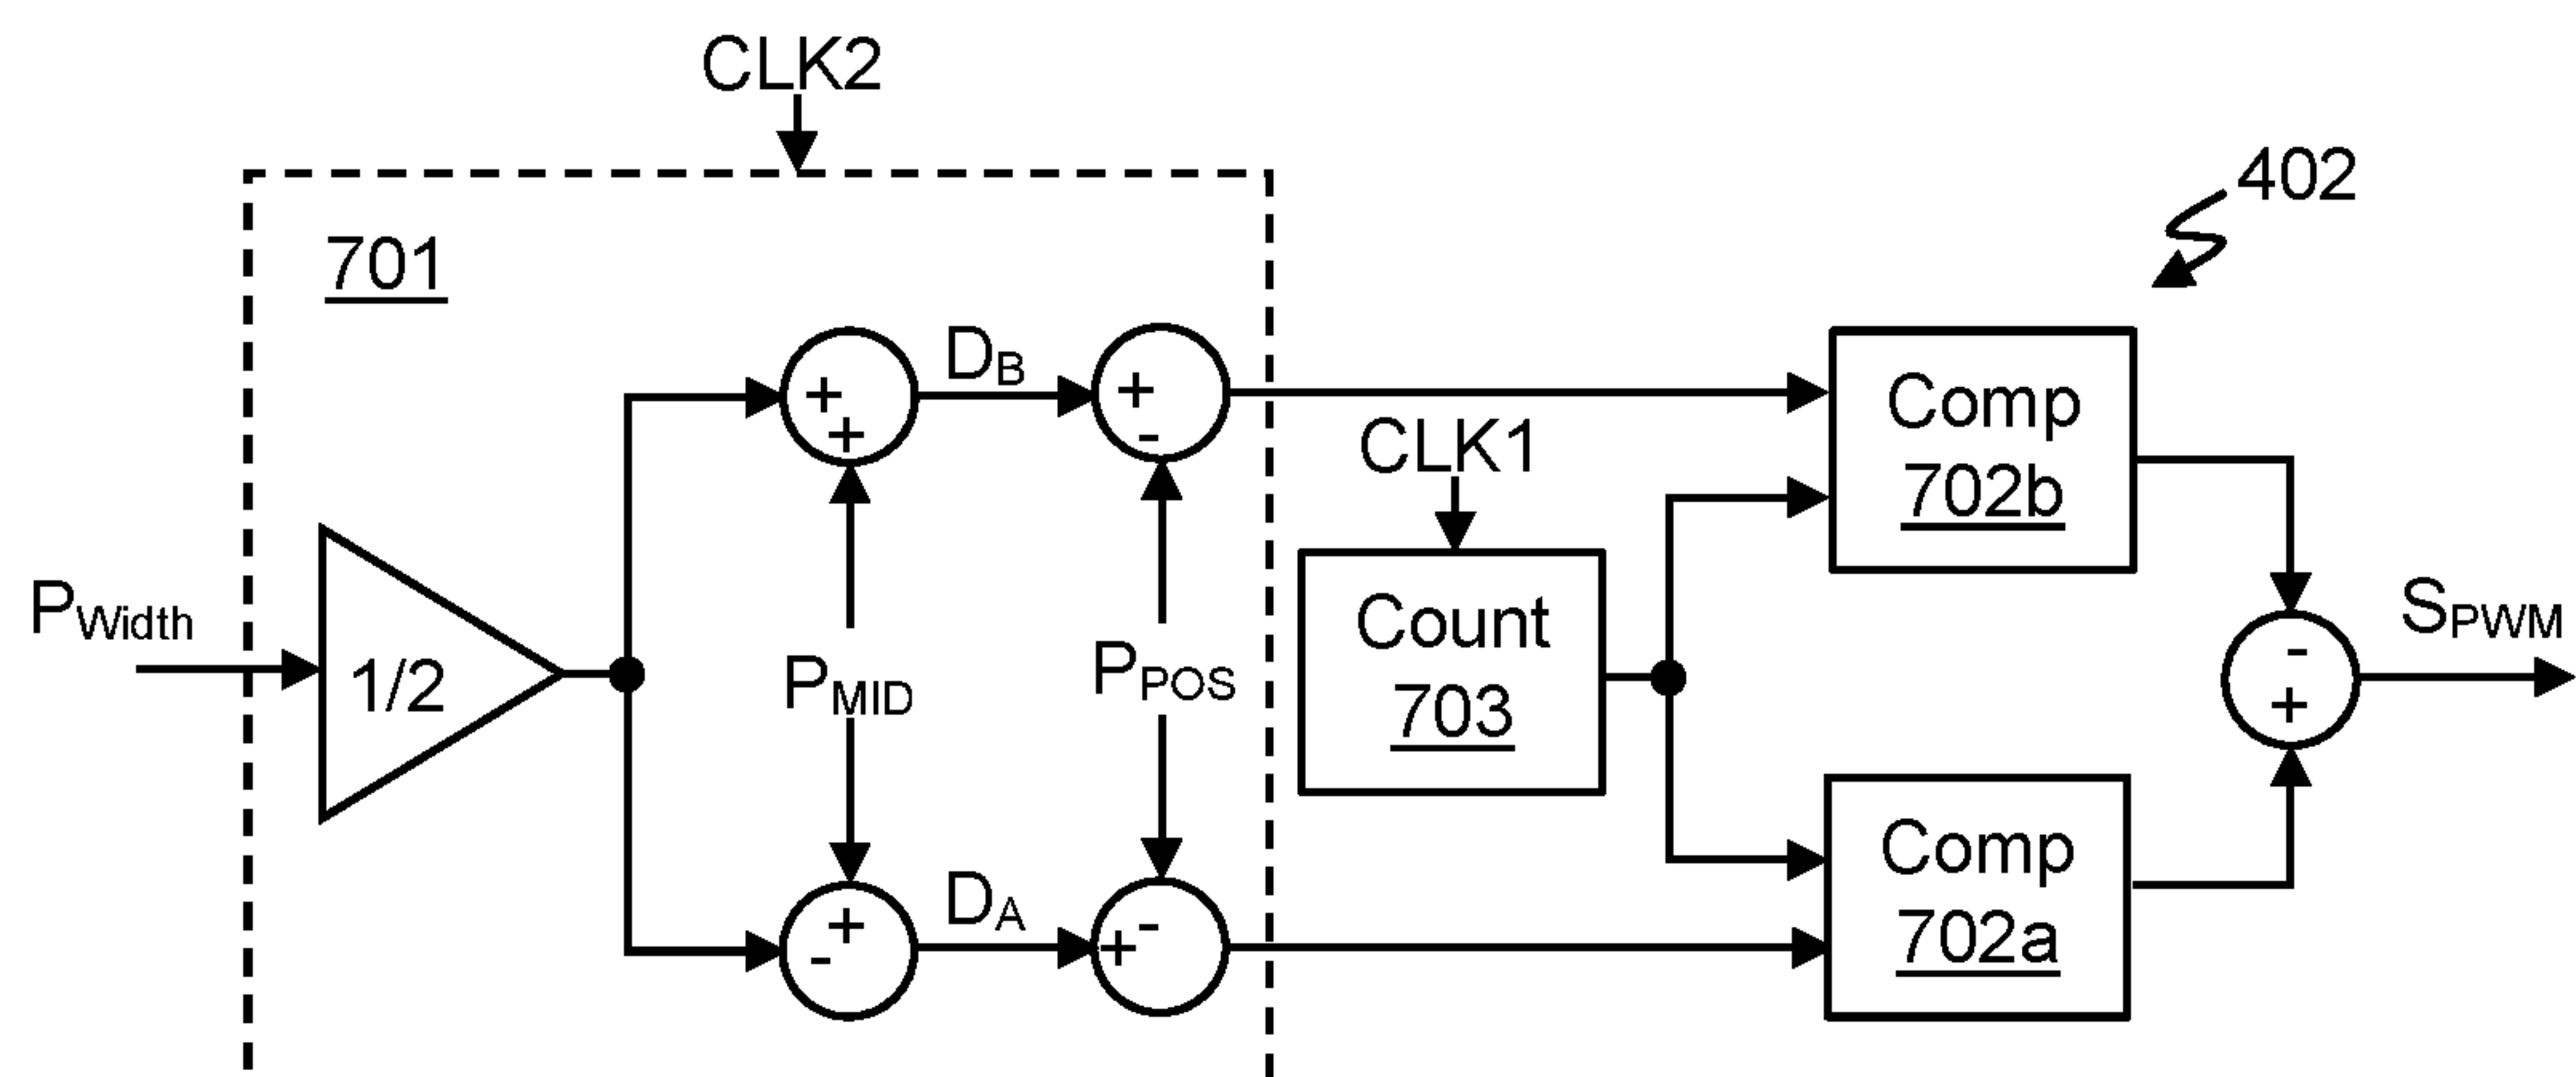 CLK2
402
701
D_B
+
+
+
-
CLK1
Comp
702b
P_Width
1/2
P_MID
P_POS
Count
703
S_PWM
-
+
D_A
+
-
-
+
Comp
702a